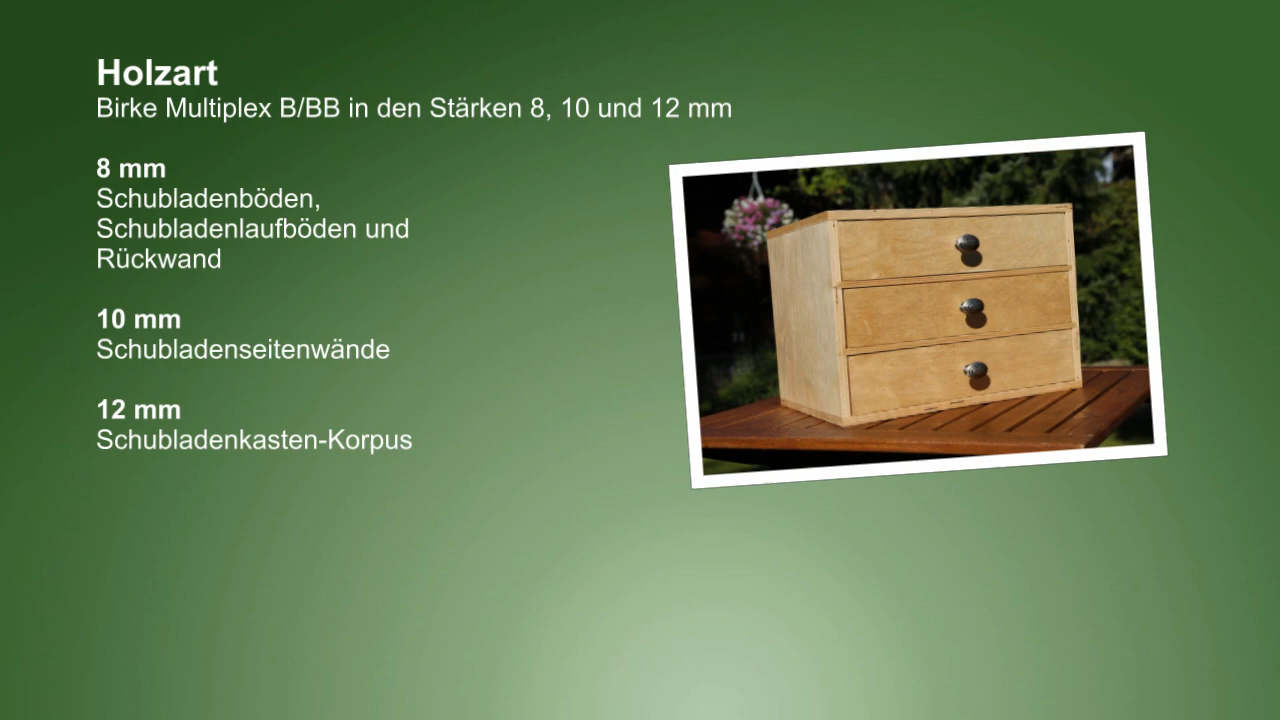 Holzart
Birke Multiplex B/BB in den Stärken 8, 10 und 12 mm
8 mm
Schubladenböden,
Schubladenlaufböden und
Rückwand
10 mm
Schubladenseitenwände
12 mm
Schubladenkasten-Korpus